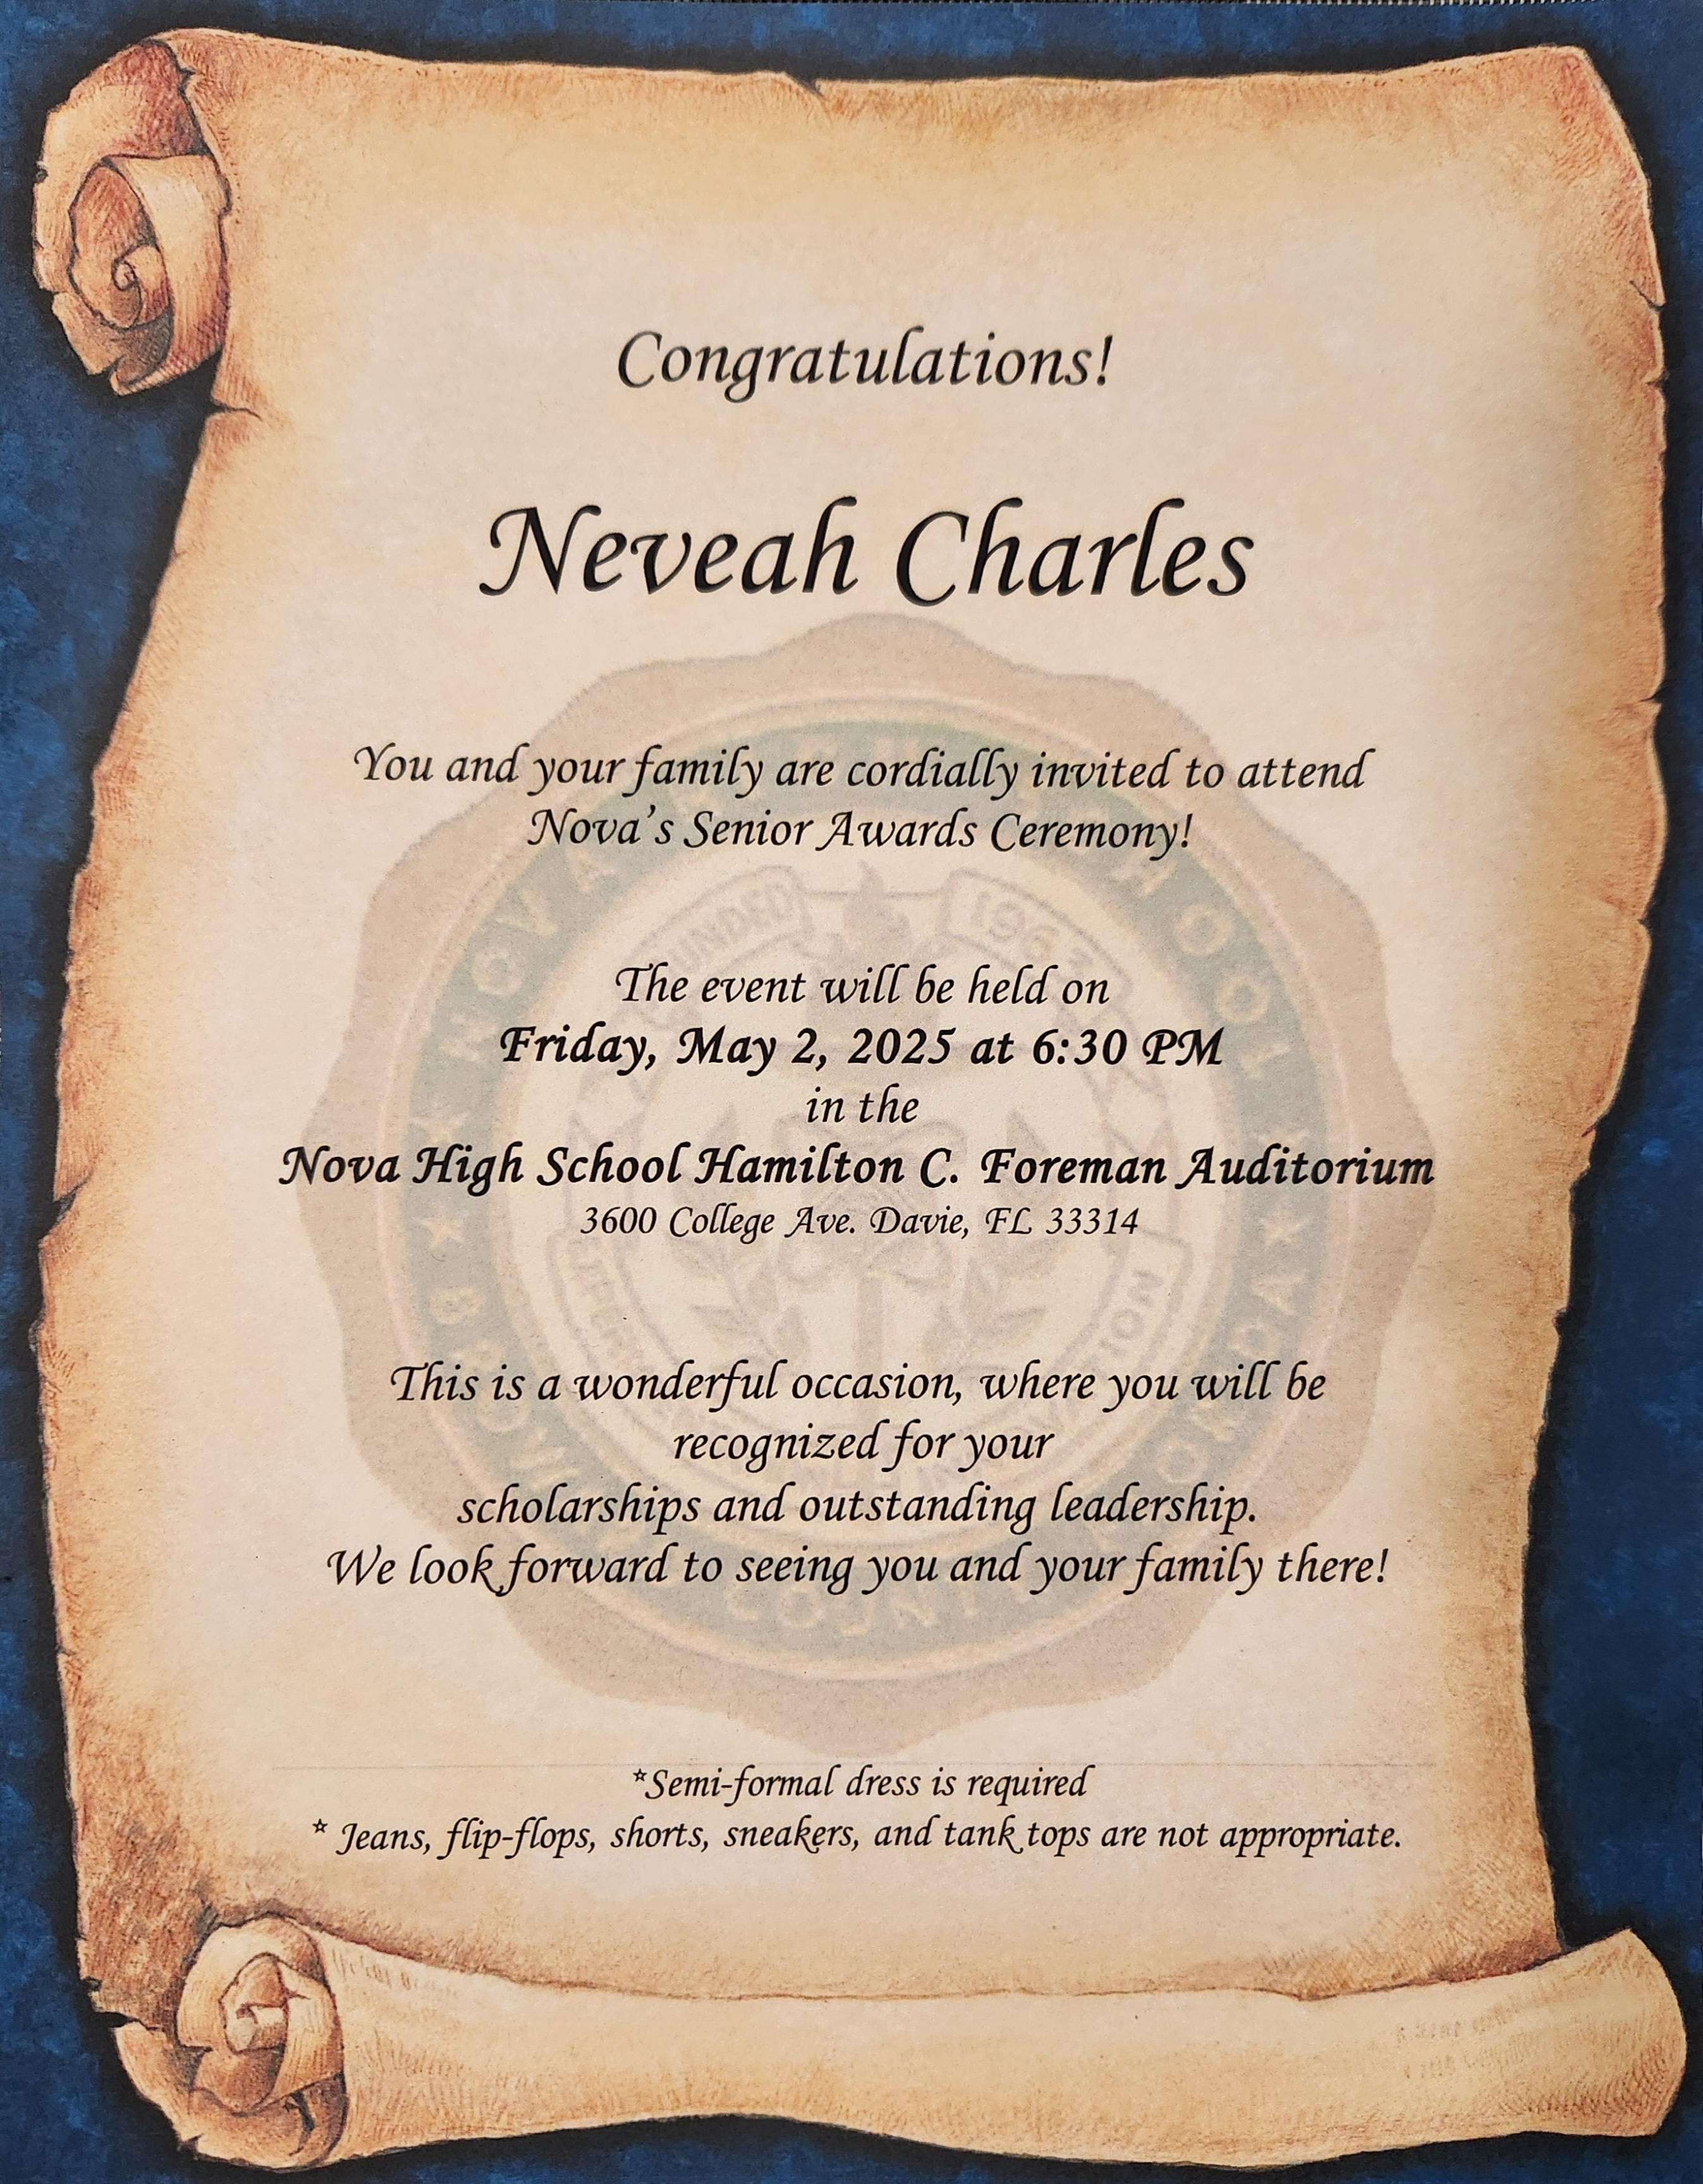 Congratulations!
Neveah Charles
You and your family are cordially invited to attend
Nova's Senior Awards Ceremony!
The event will be held on
Friday, May 2, 2025 at 6:30 PM
in the
Nova High School Hamilton C. Foreman Auditorium
3600 College Ave. Davie, FL 33314
This is a wonderful occasion, where you will be
recognized for your
scholarships and outstanding leadership.
We look forward to seeing you and your family there!
*Semi-formal dress is required
* Jeans, flip-flops, shorts, sneakers, and tank tops are not appropriate.
NOVA
COUNTY